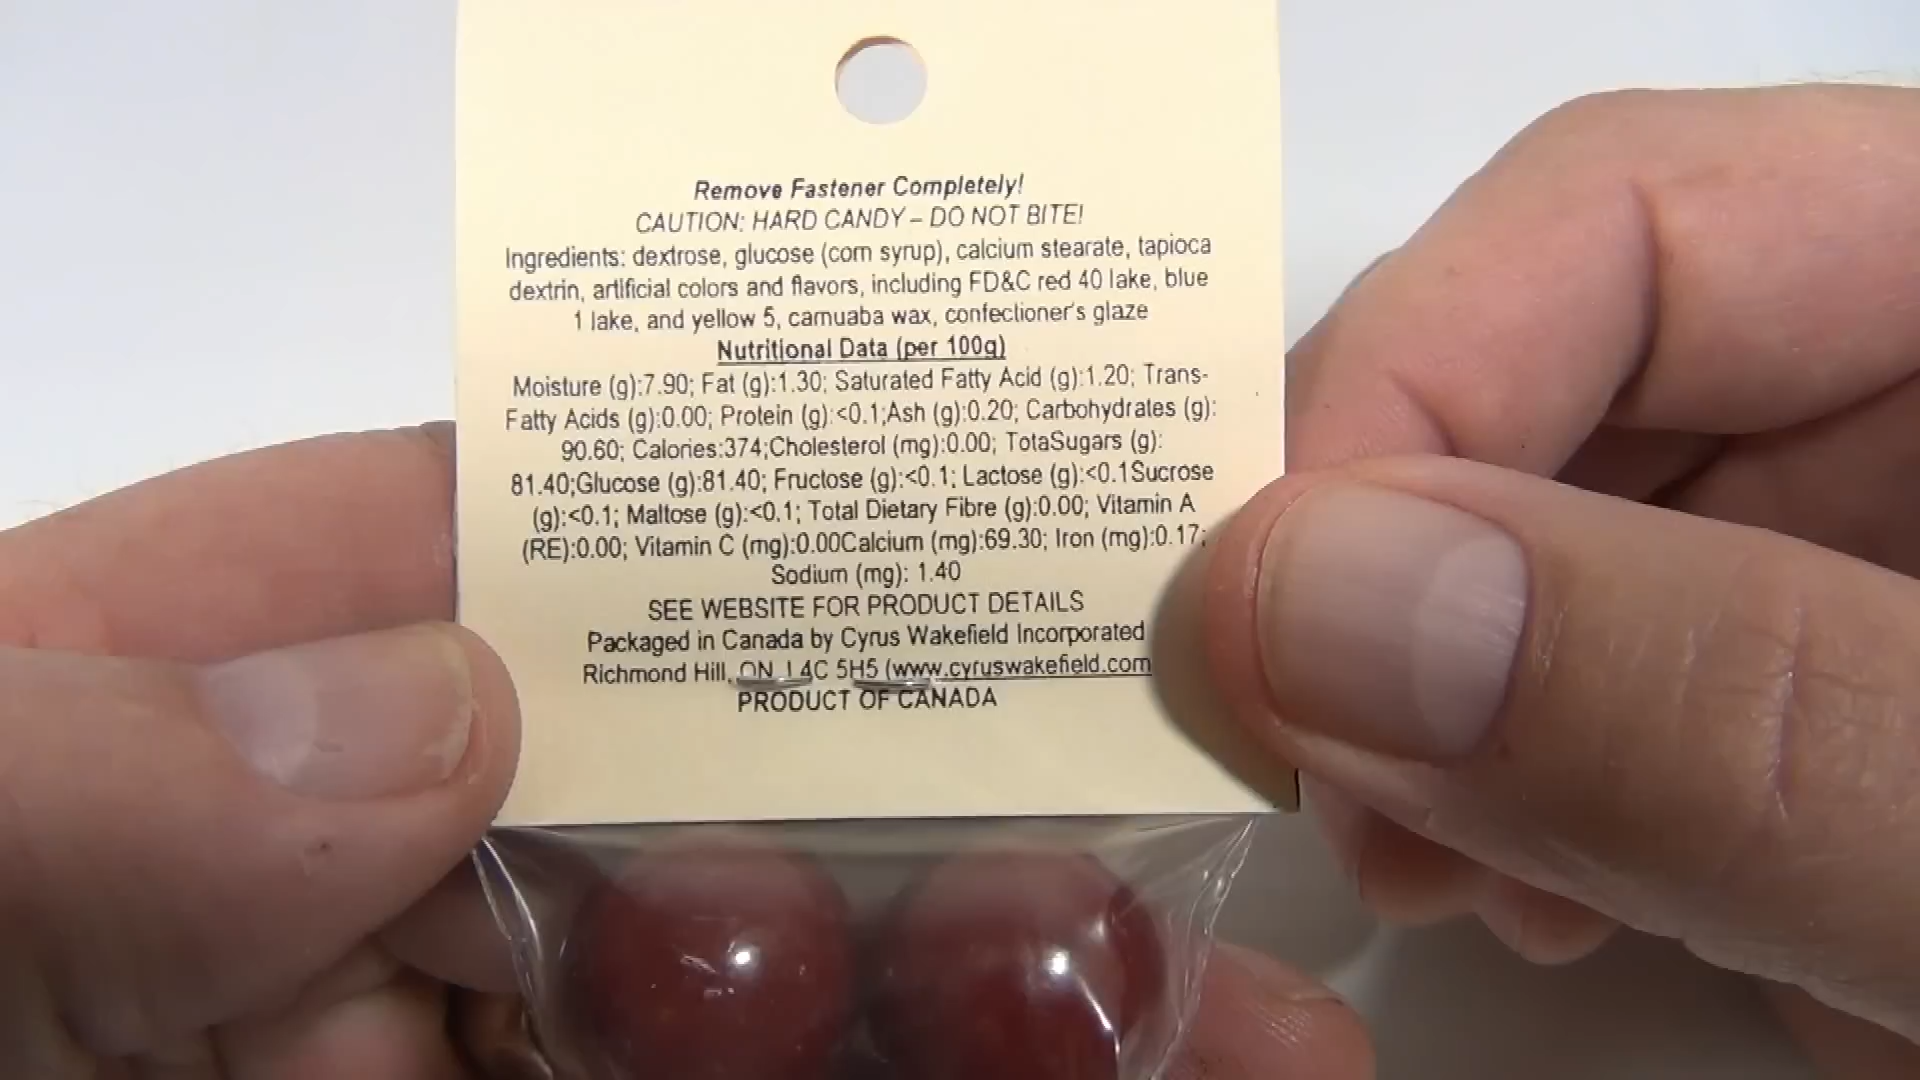 Remove Fastener Completely!
CAUTION: HARD CANDY – DO NOT BITE!
Ingredients: dextrose, glucose (corn syrup), calcium stearate, tapioca
dextrin, artificial colors and flavors, including FD&C red 40 lake, blue
1 lake, and yellow 5, carnuaba wax, confectioner's glaze
Nutritional Data (per 100g)
Moisture (g):7.90; Fat (g):1.30; Saturated Fatty Acid (g):1.20; Trans-
Fatty Acids (g):0.00; Protein (g):<0.1;Ash (g):0.20; Carbohydrates (g):
90.60; Calories:374;Cholesterol (mg):0.00; TotaSugars (g):
81.40;Glucose (g):81.40; Fructose (g):<0.1; Lactose (g):<0.1Sucrose
(g):<0.1; Maltose (g):<0.1; Total Dietary Fibre (g):0.00; Vitamin A
(RE):0.00; Vitamin C (mg):0.00Calcium (mg):69.30; Iron (mg):0.17;
Sodium (mg): 1.40
SEE WEBSITE FOR PRODUCT DETAILS
Packaged in Canada by Cyrus Wakefield Incorporated
Richmond Hill, ON L4C 5H5 (www.cyruswakefield.com
PRODUCT OF CANADA